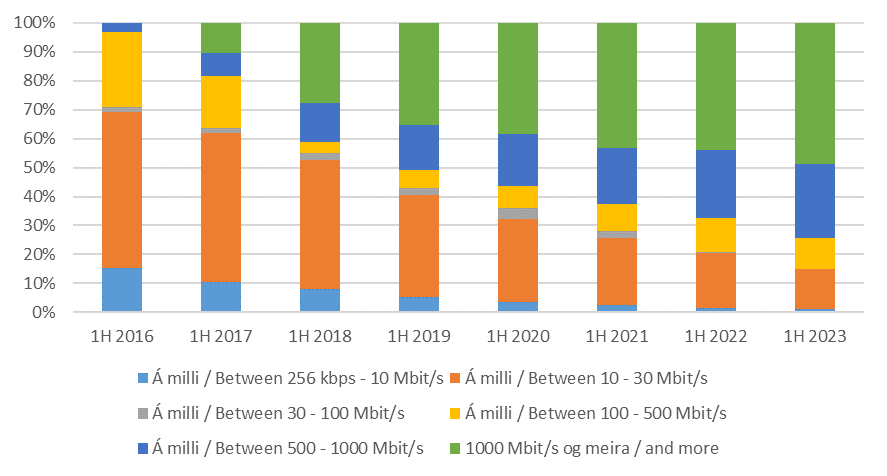 100%
90%
80%
70%
60%
50%
40%
30%
20%
10%
0%
1H 2016 1H 2017 1H 2018 1H 2019 1H 2020 1H 2021 1H 2022 1H 2023
Á milli / Between 256 kbps - 10 Mbit/s Á milli / Between 10 - 30 Mbit/s
Á milli / Between 30 - 100 Mbit/s Á milli / Between 100 - 500 Mbit/s
Á milli / Between 500 - 1000 Mbit/s 1000 Mbit/s og meira / and more